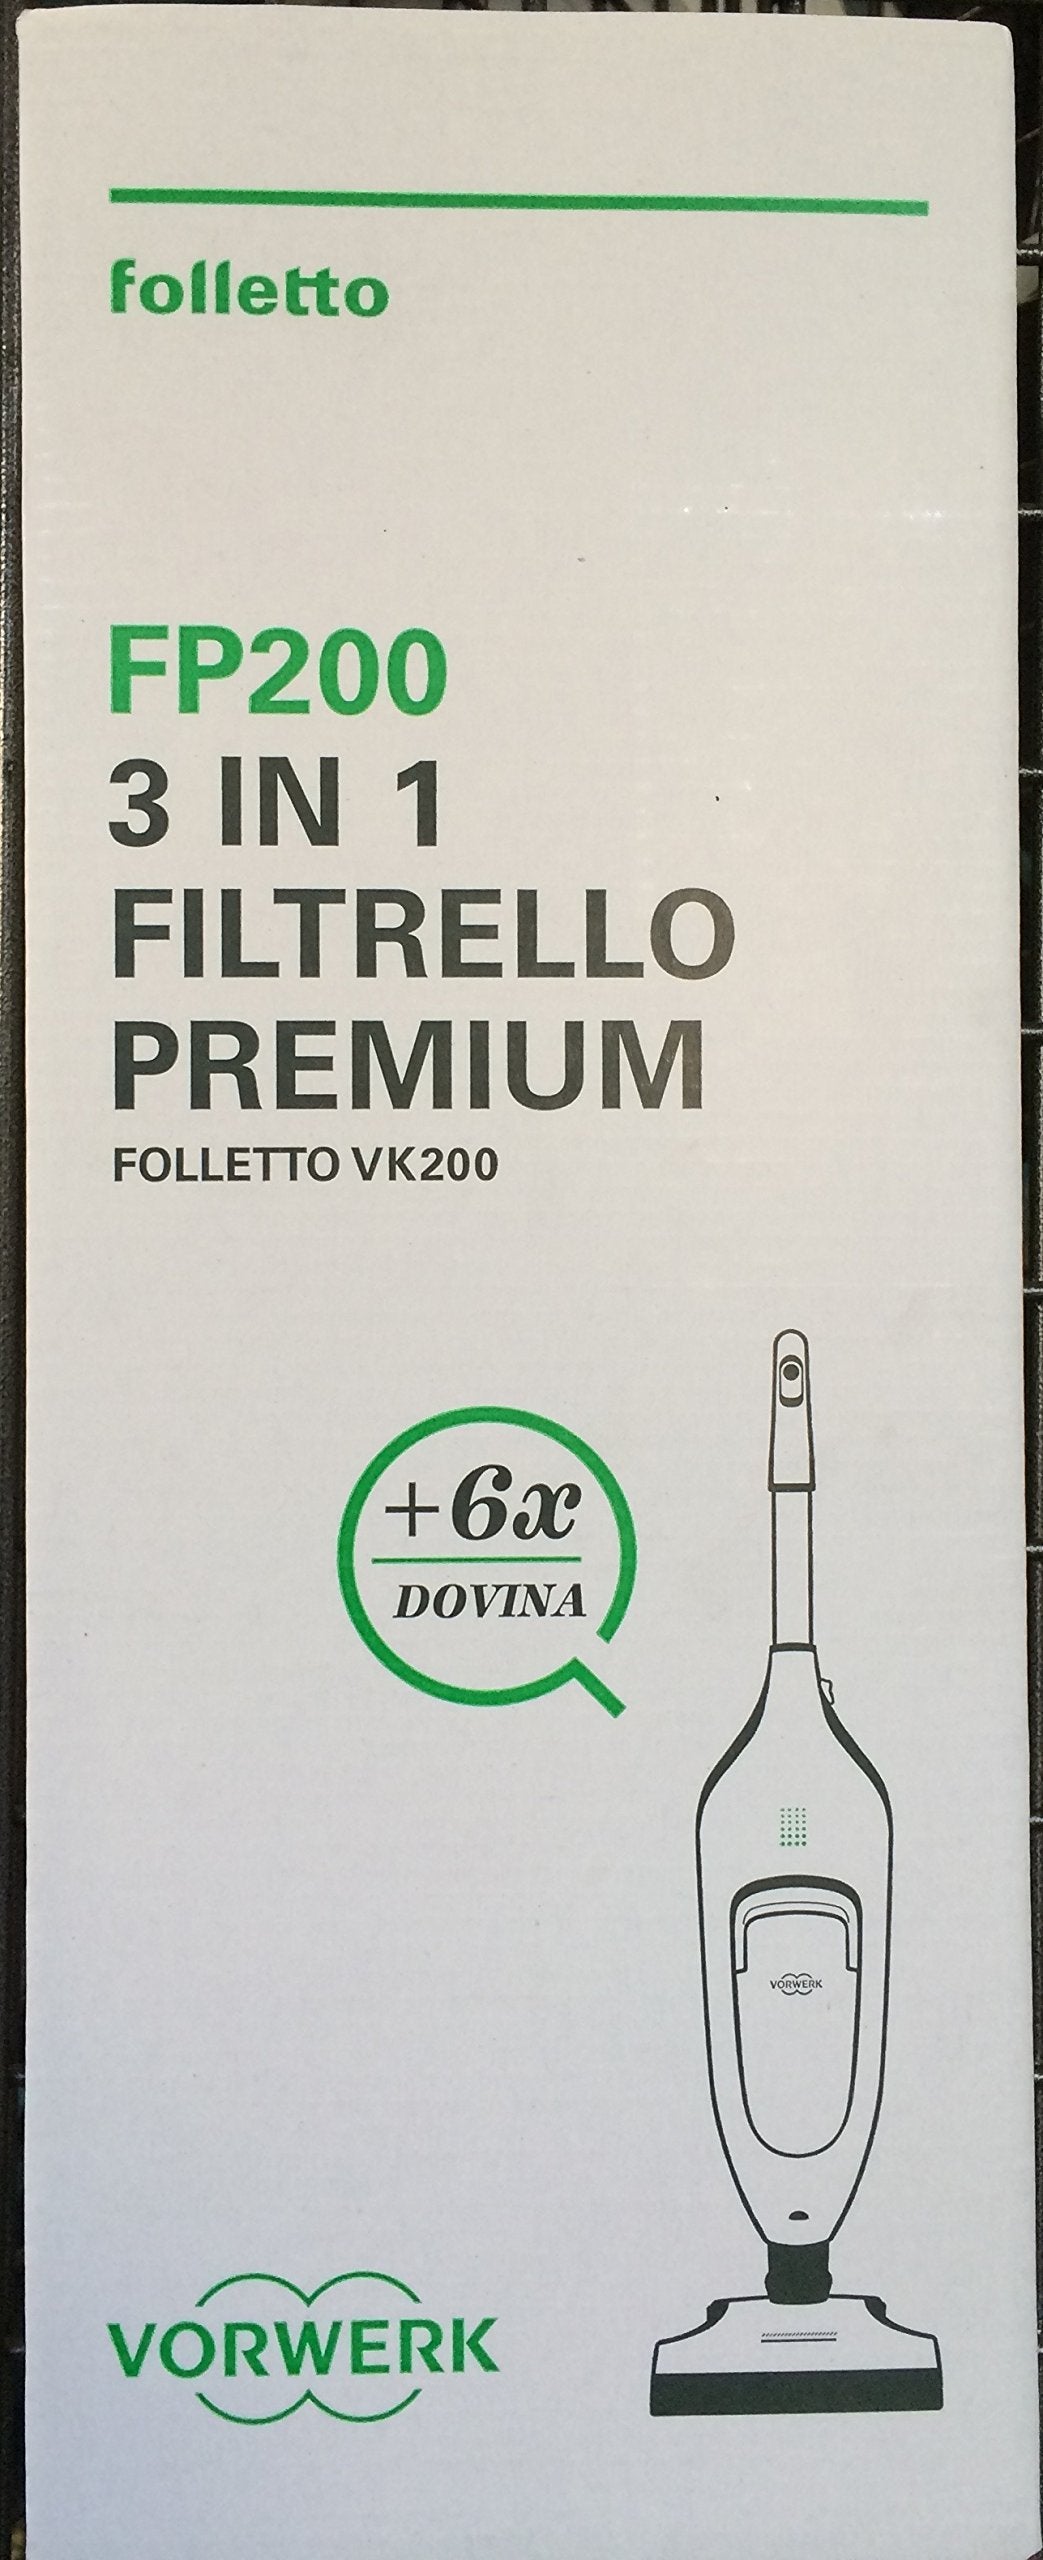 folletto
FP200
3 IN 1
FILTRELLO
PREMIUM
FOLLETTO VK200
+6x
DOVINA
VORWERK
VORWERK